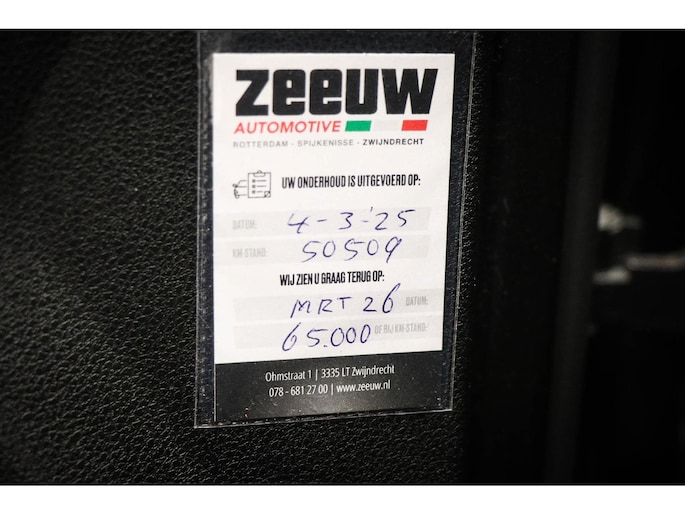 zeeuw
AUTOMOTIVE
ROTTERDAM - SPIJKENISSE - ZWIJNDRECHT
UW ONDERHOUD IS UITGEVOERD OP:
DATUM: 4-3-'25
KM-STAND: 50509
WIJ ZIEN U GRAAG TERUG OP:
MRT 26 DATUM:
65.000 OF BIJ KM-STAND:
Ohmstraat 1 | 3335 LT Zwijndrecht
078 - 681 27 00 | www.zeeuw.nl